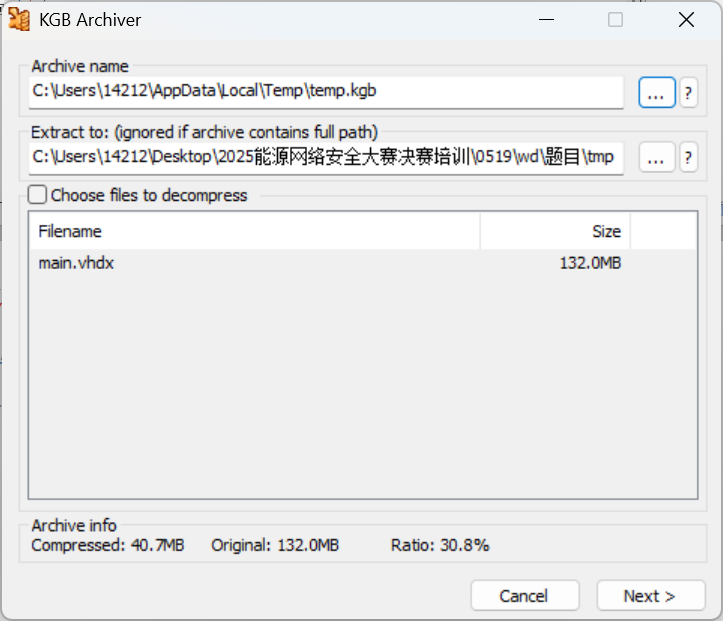 KGB Archiver
Archive name
C:\Users\14212\AppData\Local\Temp\temp.kgb
...
?
Extract to: (ignored if archive contains full path)
C:\Users\14212\Desktop\2025能源网络安全大赛决赛培训\0519\wd\题目\tmp
...
?
Choose files to decompress
Filename Size
main.vhdx 132.0MB
Archive info
Compressed: 40.7MB Original: 132.0MB Ratio: 30.8%
Cancel Next >